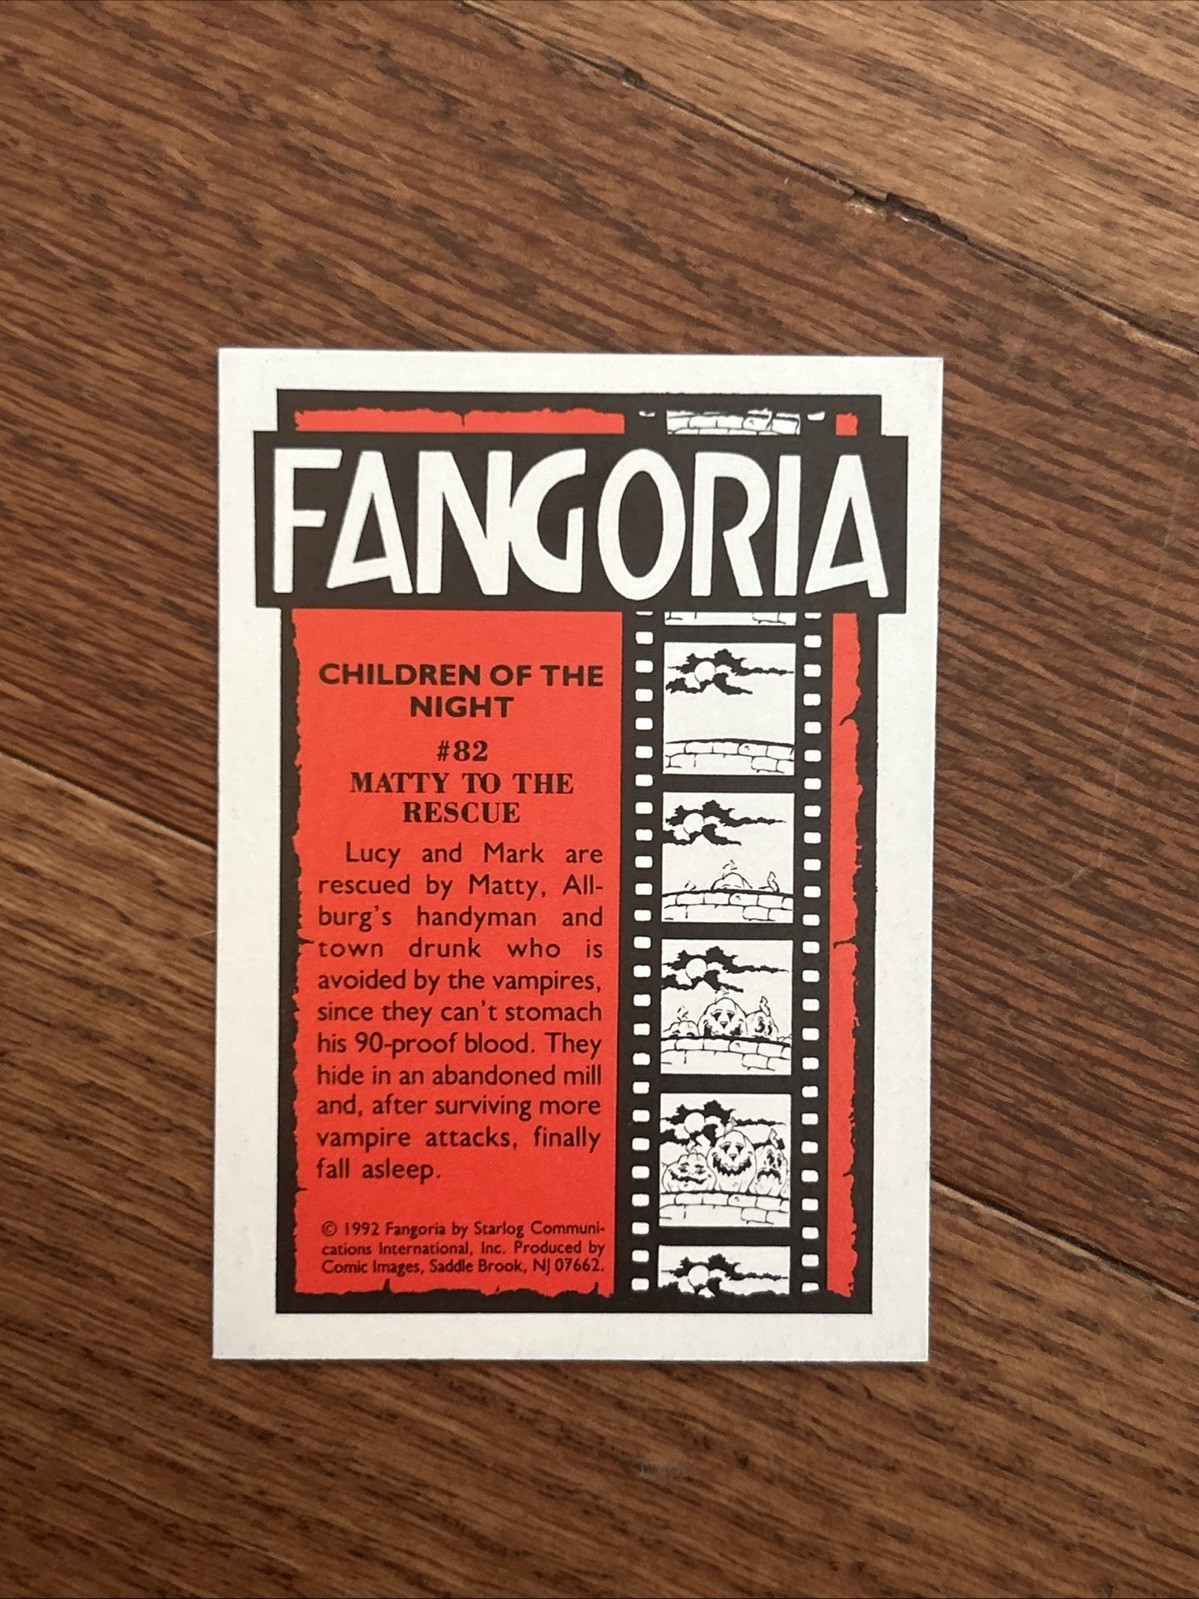 FANGORIA
CHILDREN OF THE
NIGHT
#82
MATTY TO THE
RESCUE
Lucy and Mark are
rescued by Matty, All-
burg's handyman and
town drunk who is
avoided by the vampires,
since they can't stomach
his 90-proof blood. They
hide in an abandoned mill
and, after surviving more
vampire attacks, finally
fall asleep.
© 1992 Fangoria by Starlog Communi-
cations International, Inc. Produced by
Comic Images, Saddle Brook, NJ 07662.